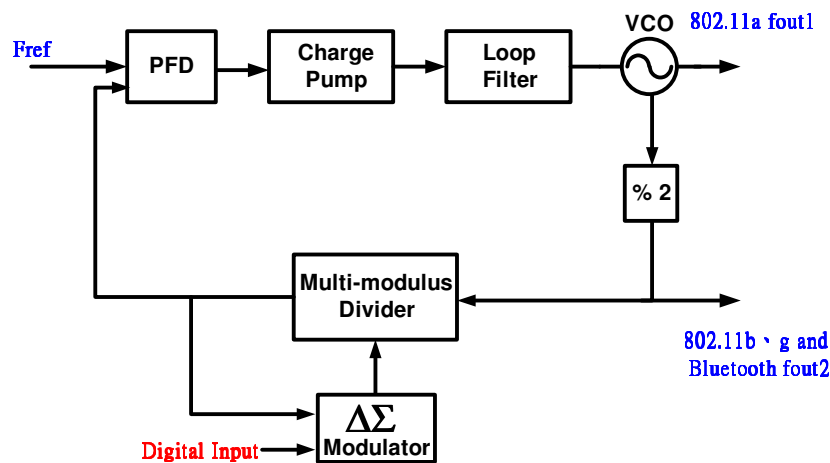 VCO
802.11a fout1
Fref
PFD
Charge
Pump
Loop
Filter
% 2
Multi-modulus
Divider
802.11b、g and
Bluetooth fout2
ΔΣ
Modulator
Digital Input